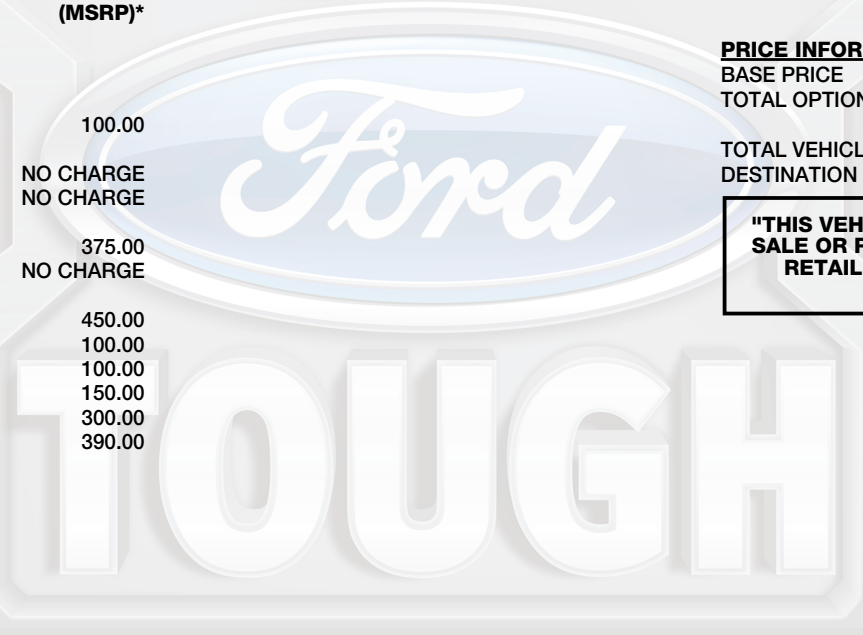 (MSRP)*
100.00
NO CHARGE
NO CHARGE
375.00
NO CHARGE
450.00
100.00
100.00
150.00
300.00
390.00
PRICE INFOR
BASE PRICE
TOTAL OPTION
TOTAL VEHICL
DESTINATION
"THIS VEH
SALE OR F
RETAIL
Ford
TOUGH